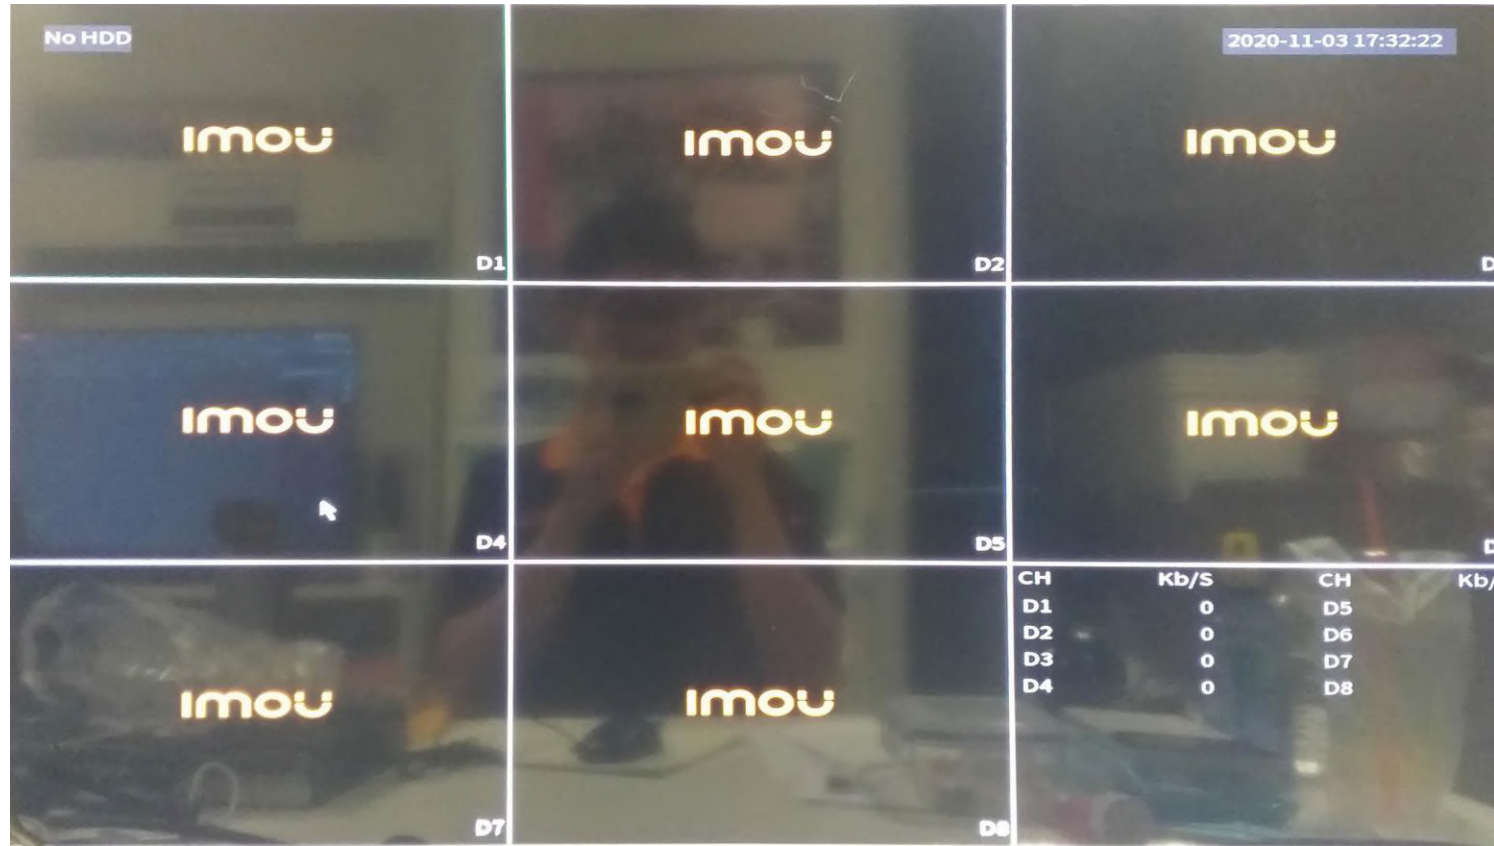 No HDD
2020-11-03 17:32:22
imou
imou
imou
D1
D2
D
imou
imou
imou
D4
D5
D
CH Kb/S CH Kb/
D1 0 D5
D2 0 D6
D3 0 D7
D4 0 D8
imou
imou
D7
D8